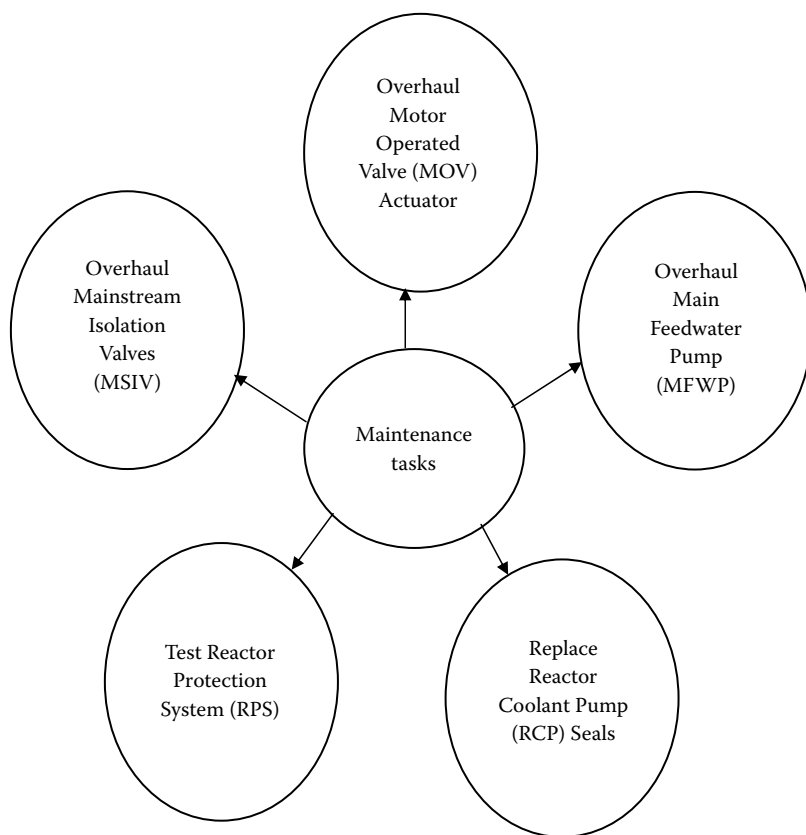 Overhaul
Motor
Operated
Valve (MOV)
Actuator
Overhaul
Mainstream
Isolation
Valves
(MSIV)
Overhaul
Main
Feedwater
Pump
(MFWP)
Maintenance
tasks
Test Reactor
Protection
System (RPS)
Replace
Reactor
Coolant Pump
(RCP) Seals